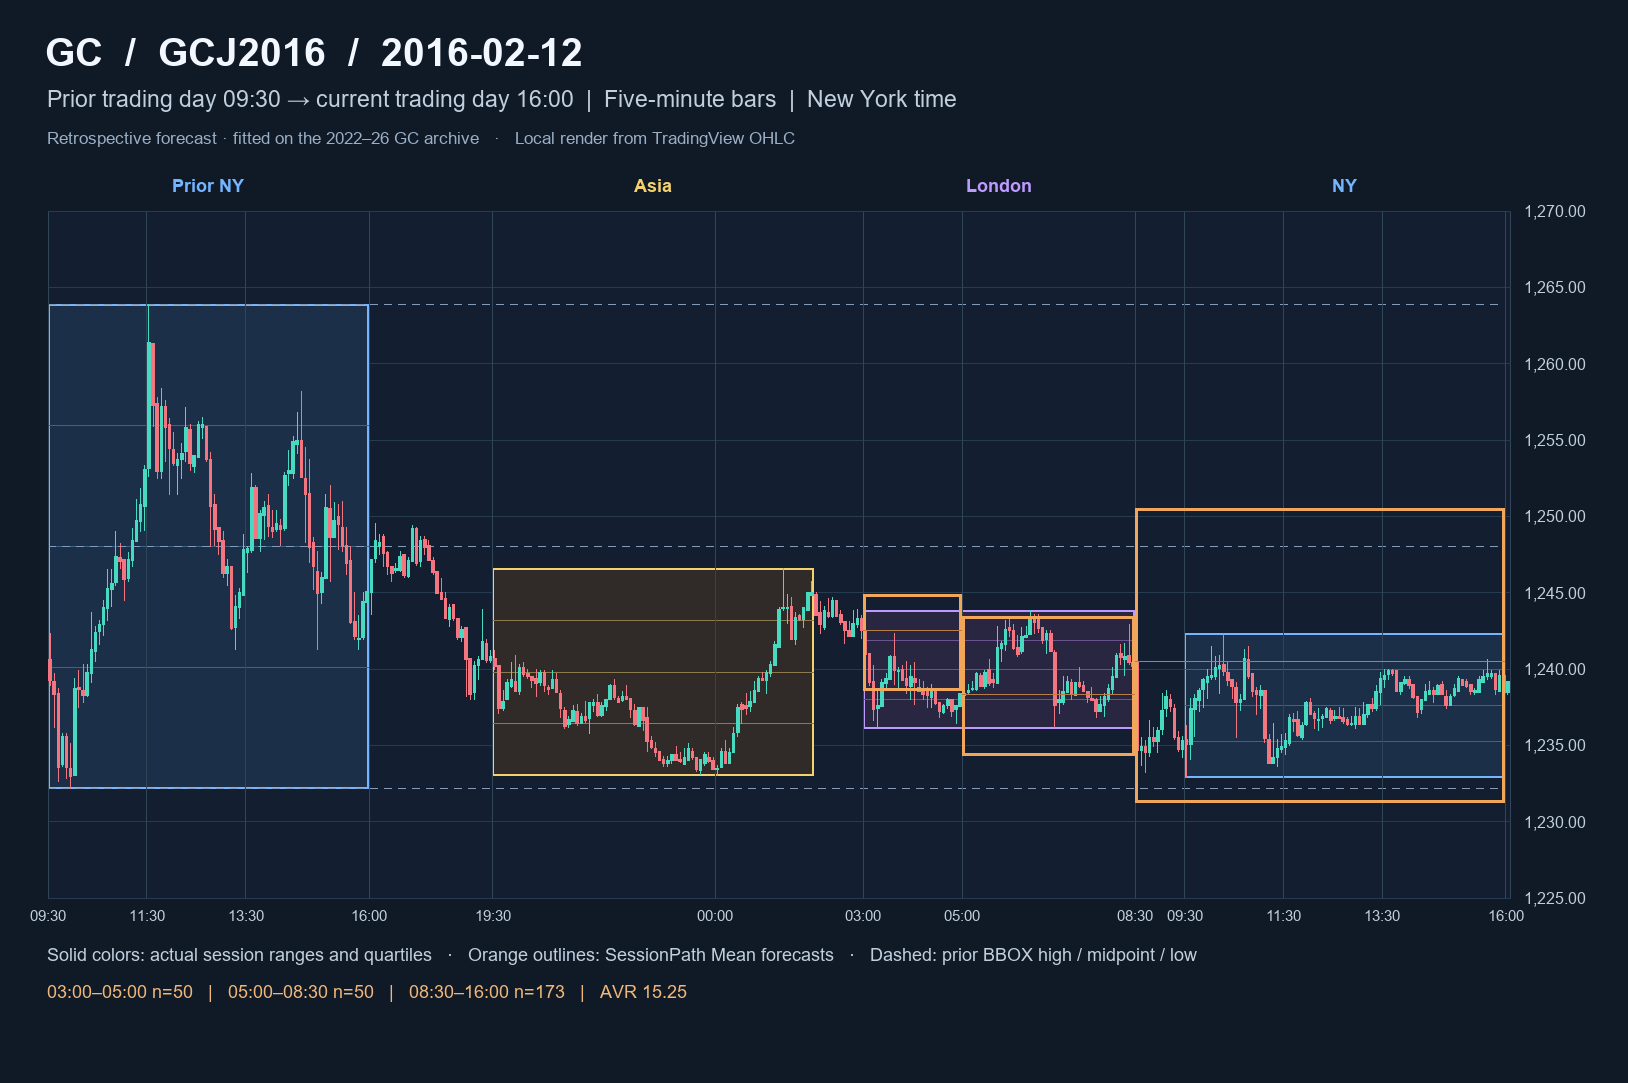 GC / GCJ2016 / 2016-02-12
Prior trading day 09:30 → current trading day 16:00 | Five-minute bars | New York time
Retrospective forecast · fitted on the 2022–26 GC archive · Local render from TradingView OHLC
Prior NY Asia London NY
1,270.00
1,265.00
1,260.00
1,255.00
1,250.00
1,245.00
1,240.00
1,235.00
1,230.00
1,225.00
09:30 11:30 13:30 16:00 19:30 00:00 03:00 05:00 08:30 09:30 11:30 13:30 16:00
Solid colors: actual session ranges and quartiles · Orange outlines: SessionPath Mean forecasts · Dashed: prior BBOX high / midpoint / low
03:00–05:00 n=50 | 05:00–08:30 n=50 | 08:30–16:00 n=173 | AVR 15.25